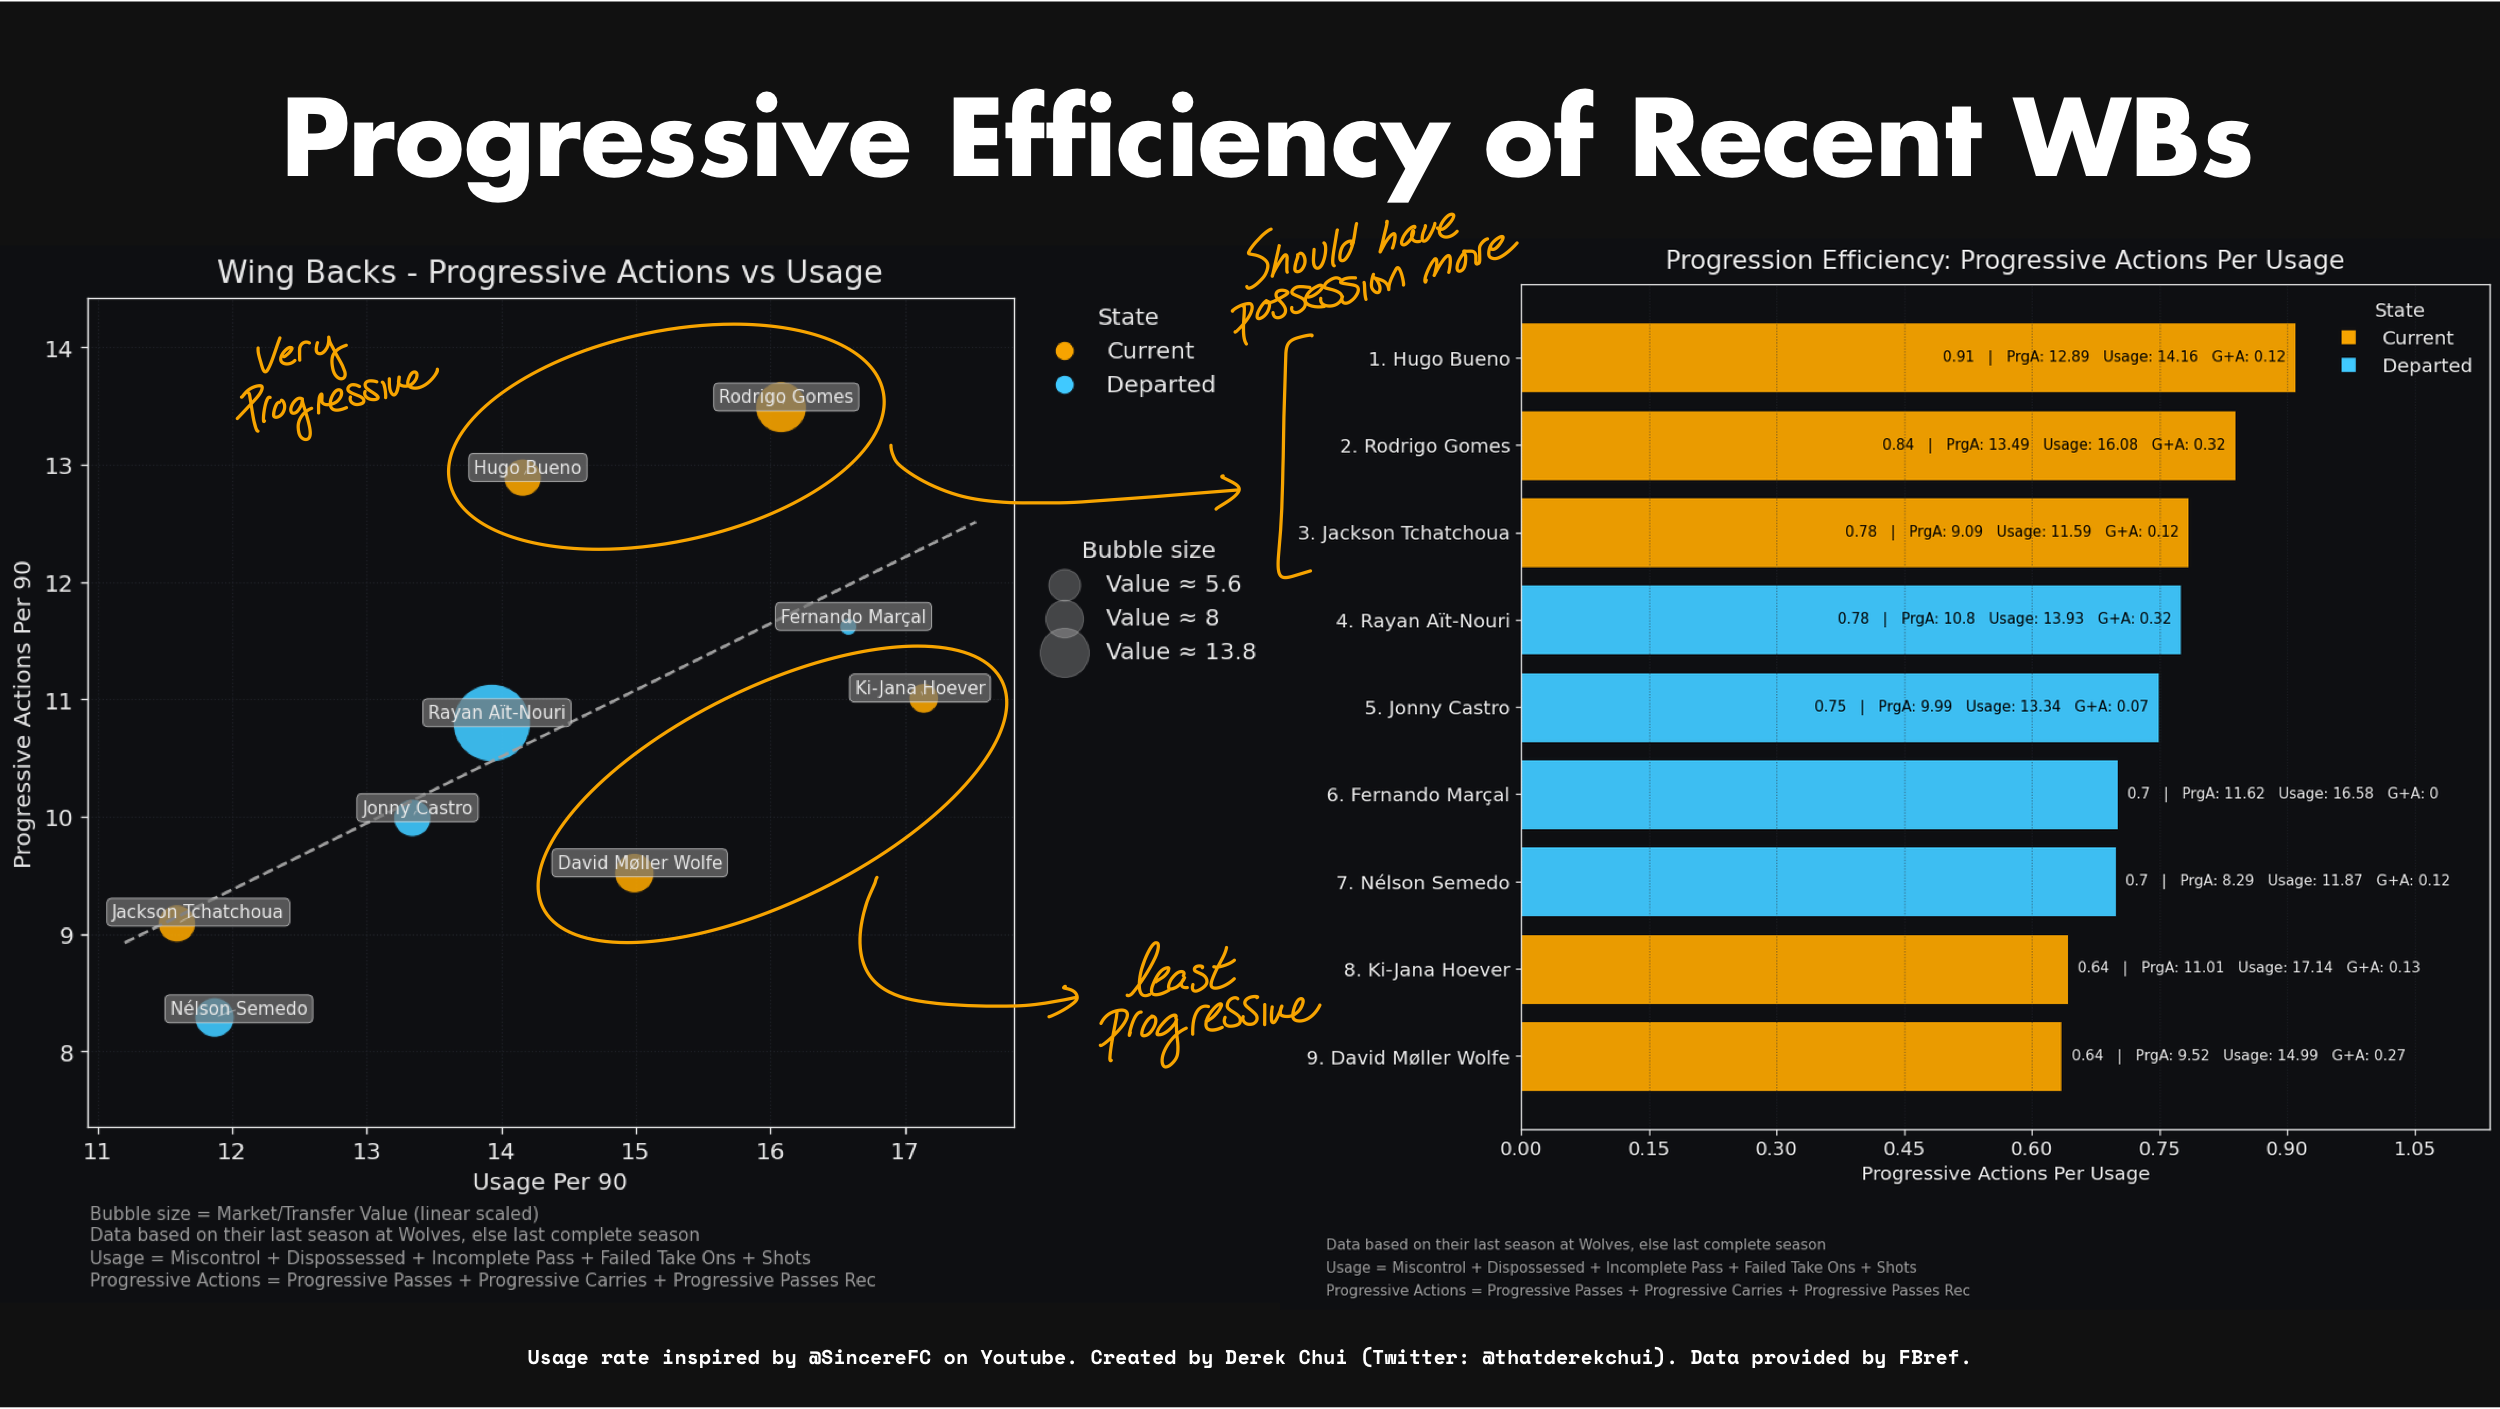 Progressive Efficiency of Recent WBs
Wing Backs - Progressive Actions vs Usage
Very
Progressive
Rodrigo Gomes
Hugo Bueno
Fernando Marçal
Ki-Jana Hoever
Rayan Aït-Nouri
Jonny Castro
David Møller Wolfe
Jackson Tchatchoua
Nélson Semedo
14
13
12
11
10
9
8
Progressive Actions Per 90
11 12 13 14 15 16 17
Usage Per 90
State
Current
Departed
Bubble size
Value ≈ 5.6
Value ≈ 8
Value ≈ 13.8
least
progressive
Bubble size = Market/Transfer Value (linear scaled)
Data based on their last season at Wolves, else last complete season
Usage = Miscontrol + Dispossessed + Incomplete Pass + Failed Take Ons + Shots
Progressive Actions = Progressive Passes + Progressive Carries + Progressive Passes Rec
Should have
possession more
Progression Efficiency: Progressive Actions Per Usage
State
Current
Departed
1. Hugo Bueno 0.91 | PrgA: 12.89 Usage: 14.16 G+A: 0.12
2. Rodrigo Gomes 0.84 | PrgA: 13.49 Usage: 16.08 G+A: 0.32
3. Jackson Tchatchoua 0.78 | PrgA: 9.09 Usage: 11.59 G+A: 0.12
4. Rayan Aït-Nouri 0.78 | PrgA: 10.8 Usage: 13.93 G+A: 0.32
5. Jonny Castro 0.75 | PrgA: 9.99 Usage: 13.34 G+A: 0.07
6. Fernando Marçal 0.7 | PrgA: 11.62 Usage: 16.58 G+A: 0
7. Nélson Semedo 0.7 | PrgA: 8.29 Usage: 11.87 G+A: 0.12
8. Ki-Jana Hoever 0.64 | PrgA: 11.01 Usage: 17.14 G+A: 0.13
9. David Møller Wolfe 0.64 | PrgA: 9.52 Usage: 14.99 G+A: 0.27
0.00 0.15 0.30 0.45 0.60 0.75 0.90 1.05
Progressive Actions Per Usage
Data based on their last season at Wolves, else last complete season
Usage = Miscontrol + Dispossessed + Incomplete Pass + Failed Take Ons + Shots
Progressive Actions = Progressive Passes + Progressive Carries + Progressive Passes Rec
Usage rate inspired by @SincereFC on Youtube. Created by Derek Chui (Twitter: @thatderekchui). Data provided by FBref.